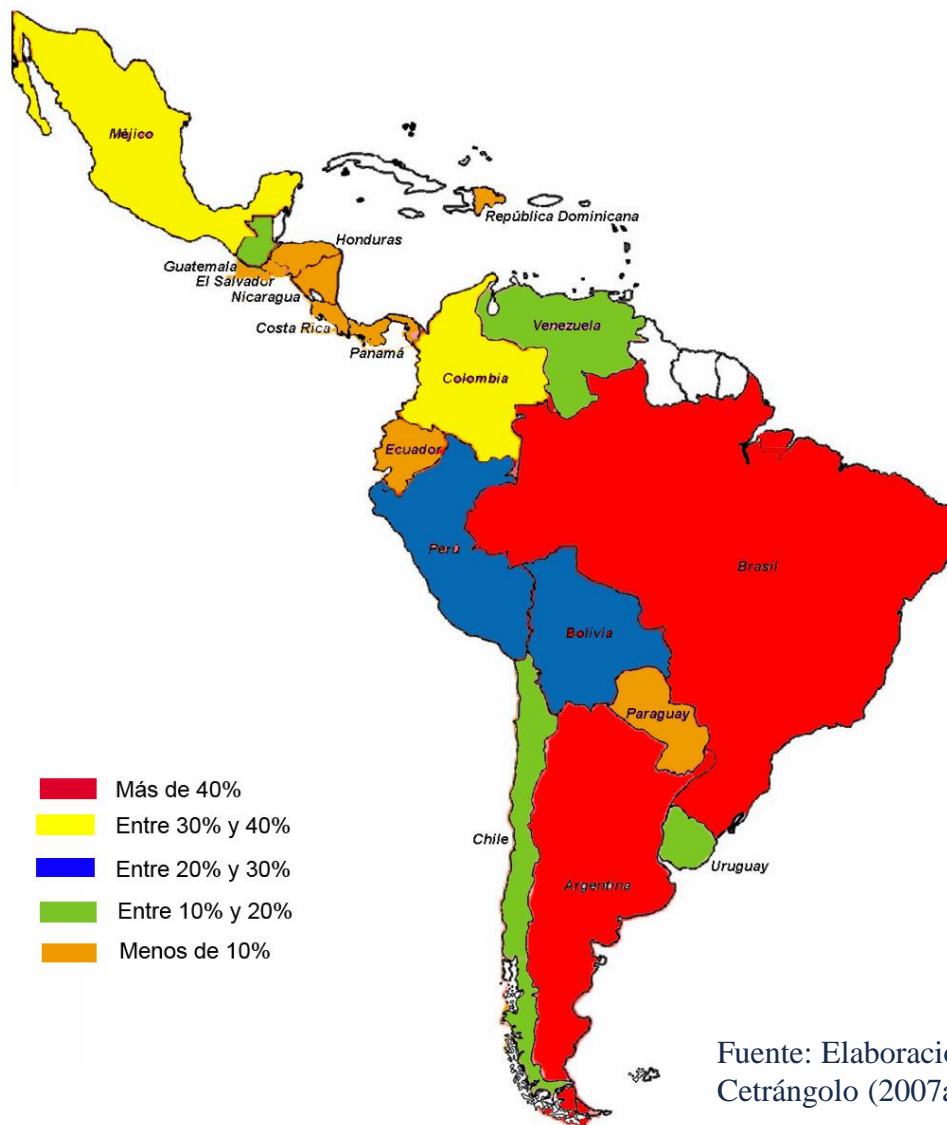 Méjico
República Dominicana
Honduras
Guatemala
El Salvador
Nicaragua
Costa Rica
Panamá
Venezuela
Colombia
Ecuador
Perú
Brasil
Bolivia
Paraguay
Chile
Uruguay
Argentina
Más de 40%
Entre 30% y 40%
Entre 20% y 30%
Entre 10% y 20%
Menos de 10%
Fuente: Elaboració
Cetrángolo (2007a